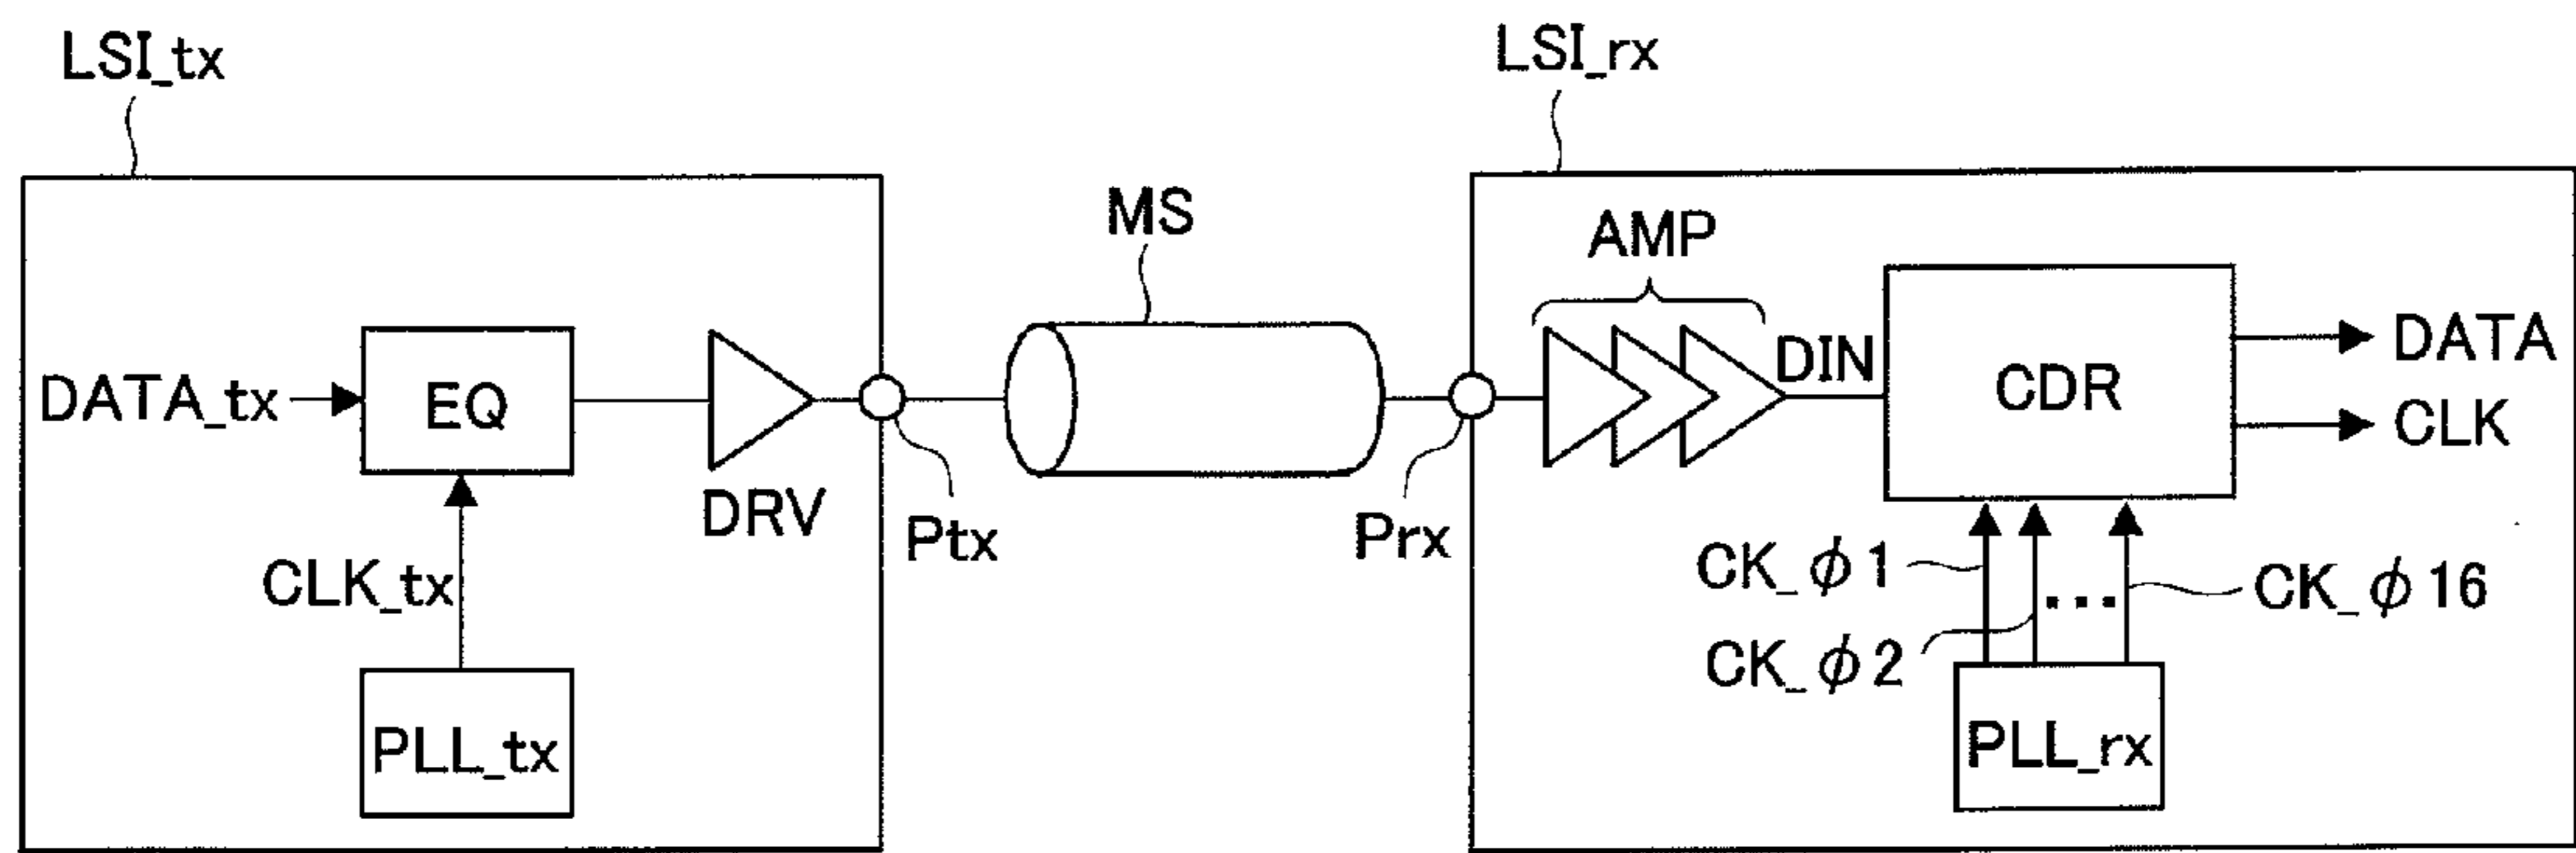 LSI_tx
LSI_rx
MS
AMP
DATA_tx
EQ
DRV
Ptx
Prx
DIN
CDR
DATA
CLK
CLK_tx
PLL_tx
CK_φ1
CK_φ2
...
CK_φ16
PLL_rx